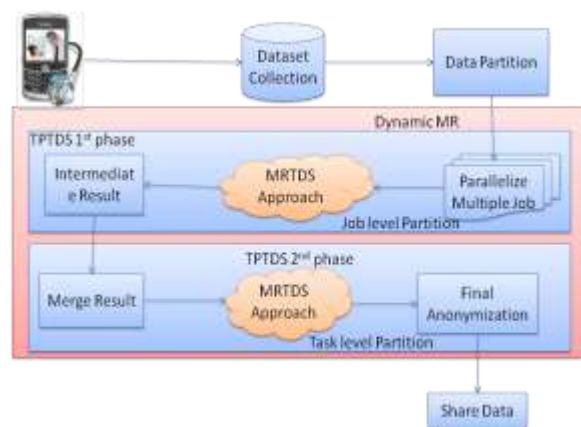 Dataset
Collection
Data Partition
Dynamic MR
TPTDS 1st phase
Intermediat
e Result
MRTDS
Approach
Parallelize
Multiple Job
Job level Partition
TPTDS 2nd phase
Merge Result
MRTDS
Approach
Final
Anonymization
Task level Partition
Share Data